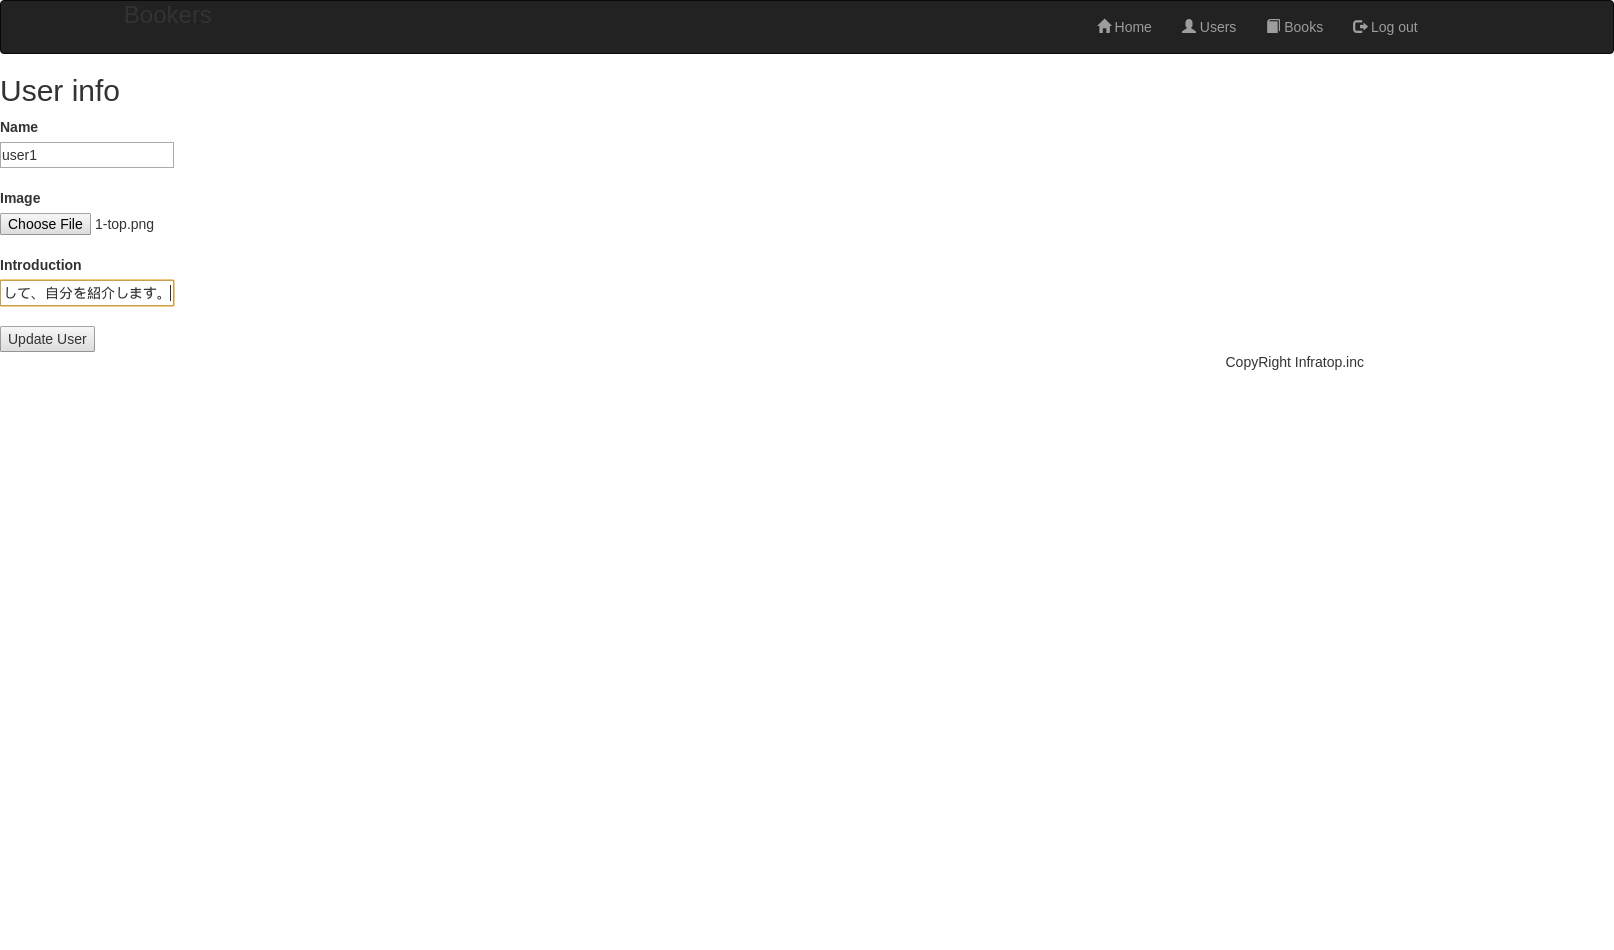 Bookers
Home Users Books Log out
User info
Name
user1
Image
Choose File 1-top.png
Introduction
して、自分を紹介します。
Update User
CopyRight Infratop.inc